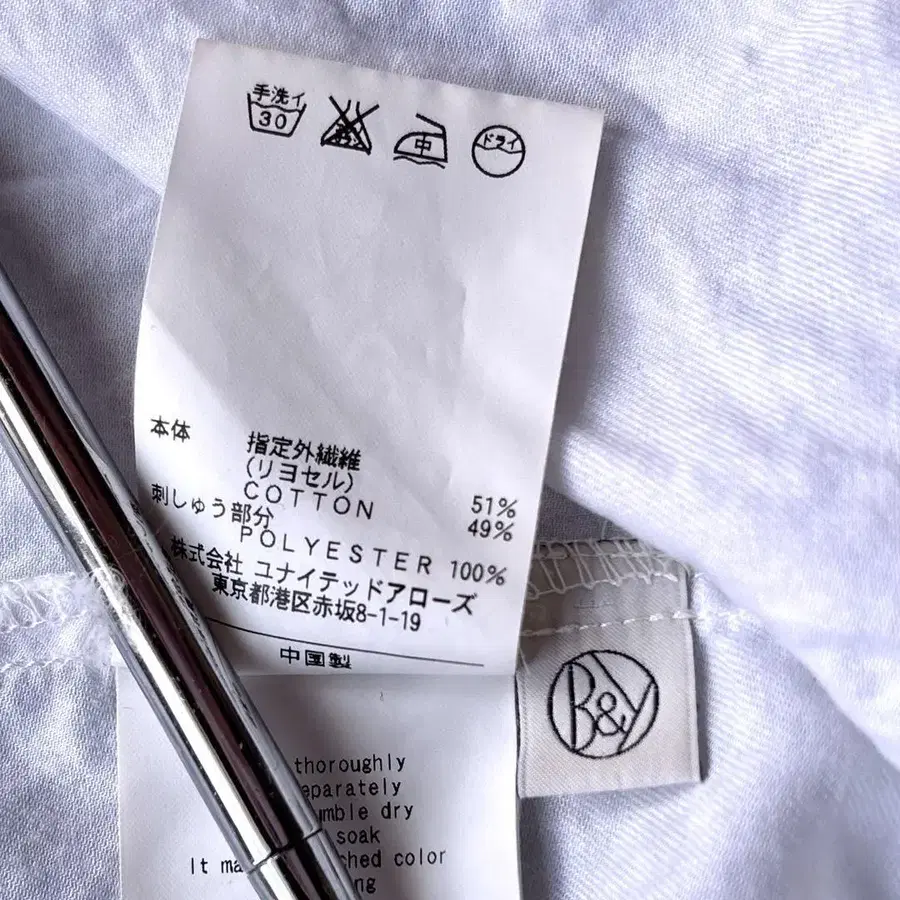 手洗イ
30
中
ドライ
本体
指定外繊維
(リヨセル) 51%
COTTON 49%
刺しゅう部分
POLYESTER 100%
株式会社 ユナイテッドアローズ
東京都港区赤坂8-1-19
中国製
B&Y
thoroughly
dry
soak
It
color